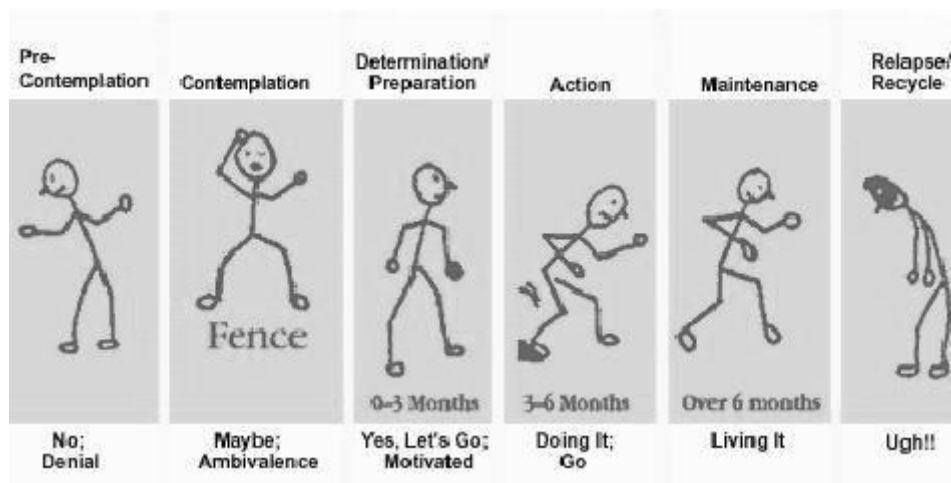 Pre-
Contemplation
Contemplation
Determination/
Preparation
Action
Maintenance
Relapse/
Recycle
Fence
0-3 Months
3-6 Months
Over 6 months
No;
Denial
Maybe;
Ambivalence
Yes, Let's Go;
Motivated
Doing It;
Go
Living It
Ugh!!